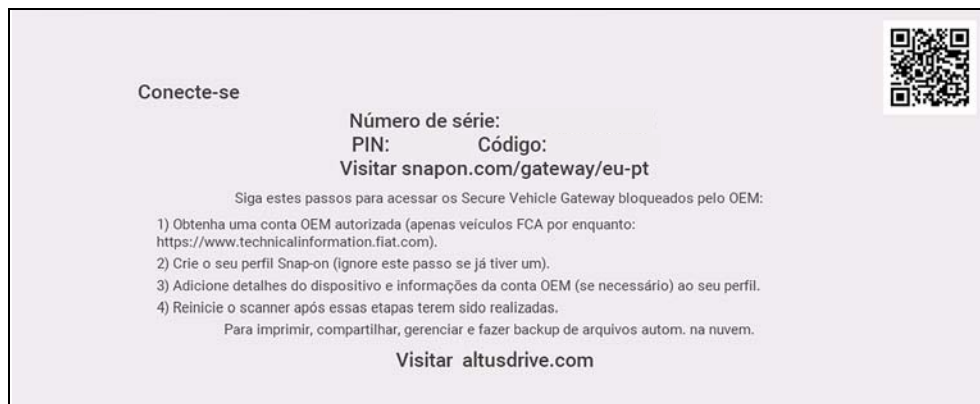 Conecte-se
Número de série:
PIN: Código:
Visitar snapon.com/gateway/eu-pt
Siga estes passos para acessar os Secure Vehicle Gateway bloqueados pelo OEM:
1) Obtenha uma conta OEM autorizada (apenas veículos FCA por enquanto:
https://www.technicalinformation.fiat.com).
2) Crie o seu perfil Snap-on (ignore este passo se já tiver um).
3) Adicione detalhes do dispositivo e informações da conta OEM (se necessário) ao seu perfil.
4) Reinicie o scanner após essas etapas terem sido realizadas.
Para imprimir, compartilhar, gerenciar e fazer backup de arquivos autom. na nuvem.
Visitar altusdrive.com